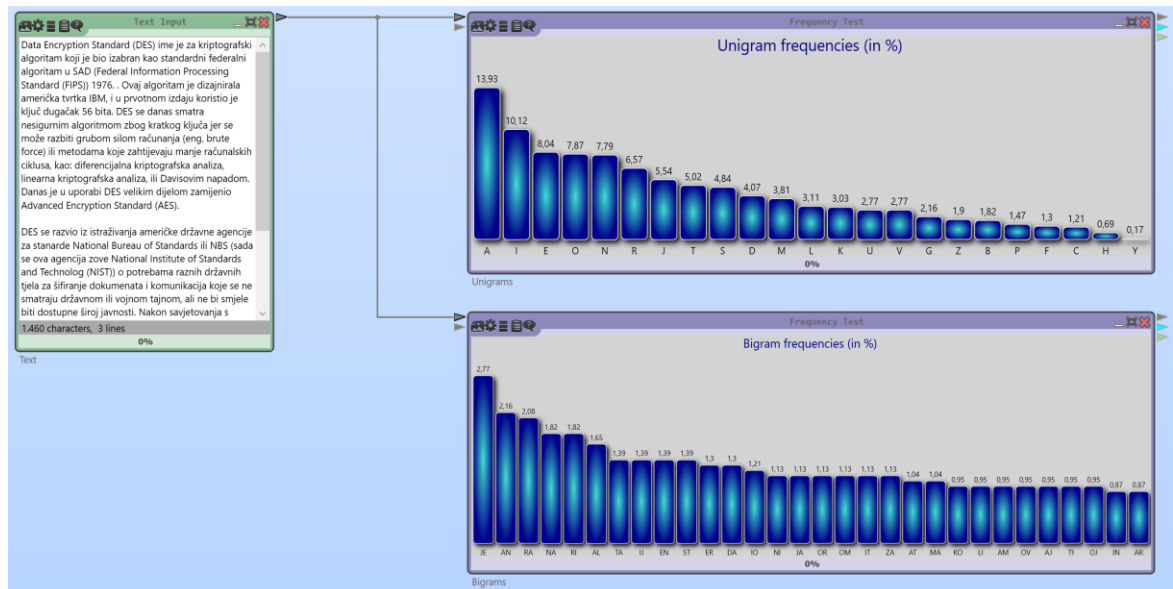 Text Input
Data Encryption Standard (DES) ime je za kriptografski
algoritam koji je bio izabran kao standardni federalni
algoritam u SAD (Federal Information Processing
Standard (FIPS)) 1976. . Ovaj algoritam je dizajnirala
američka tvrtka IBM, i u prvotnom izdaju koristio je
ključ dugačak 56 bita. DES se danas smatra
nesigurnim algoritmom zbog kratkog ključa jer se
može razbiti grubom silom računanja (eng. brute
force) ili metodama koje zahtijevaju manje računalskih
ciklusa, kao: diferencijalna kriptografska analiza,
linearna kriptografska analiza, ili Davisovim napadom.
Danas je u uporabi DES velikim dijelom zamijenio
Advanced Encryption Standard (AES).
DES se razvio iz istraživanja američke državne agencije
za stanarde National Bureau of Standards ili NBS (sada
se ova agencija zove National Institute of Standards
and Technolog (NIST)) o potrebama raznih državnih
tjela za šifriranje dokumenata i komunikacija koje se ne
smatraju državnom ili vojnom tajnom, ali ne bi smjele
biti dostupne široj javnosti. Nakon savjetovanja s
1.460 characters, 3 lines
0%
Text
Frequency Test
Unigram frequencies (in %)
13,93 10,12 8,04 7,87 7,79 6,57 5,54 5,02 4,84 4,07 3,81 3,11 3,03 2,77 2,77 2,16 1,9 1,82 1,47 1,3 1,21 0,69 0,17
A I E O N R J T S D M L K U V G Z B P F C H Y
0%
Unigrams
Frequency Test
Bigram frequencies (in %)
2,77 2,16 2,08 1,82 1,82 1,65 1,39 1,39 1,39 1,39 1,3 1,3 1,21 1,13 1,13 1,13 1,13 1,13 1,13 1,04 1,04 0,95 0,95 0,95 0,95 0,95 0,95 0,95 0,87 0,87
JE AN RA NA RI AL TA IJ EN ST ER DA IO NI JA OR OM IT ZA AT MA KO LI AM OV AJ TI OJ IN AR
0%
Bigrams